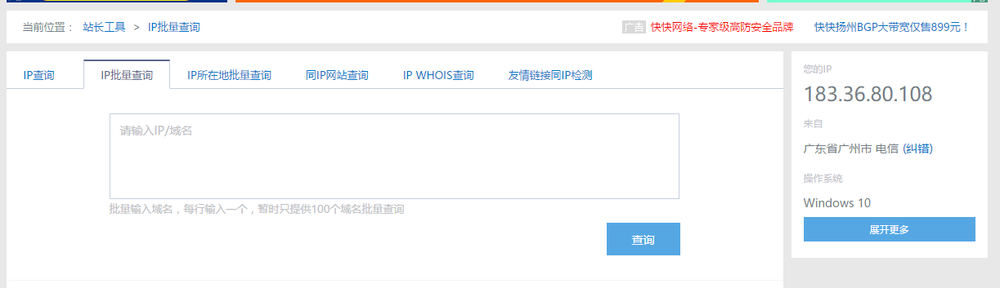 当前位置： 站长工具 > IP批量查询
广告 快快网络-专家级高防安全品牌 快快扬州BGP大带宽仅售899元！
IP查询 IP批量查询 IP所在地批量查询 同IP网站查询 IP WHOIS查询 友情链接同IP检测
请输入IP/域名
批量输入域名，每行输入一个，暂时只提供100个域名批量查询
查询
您的IP
183.36.80.108
来自
广东省广州市 电信 (纠错)
操作系统
Windows 10
展开更多